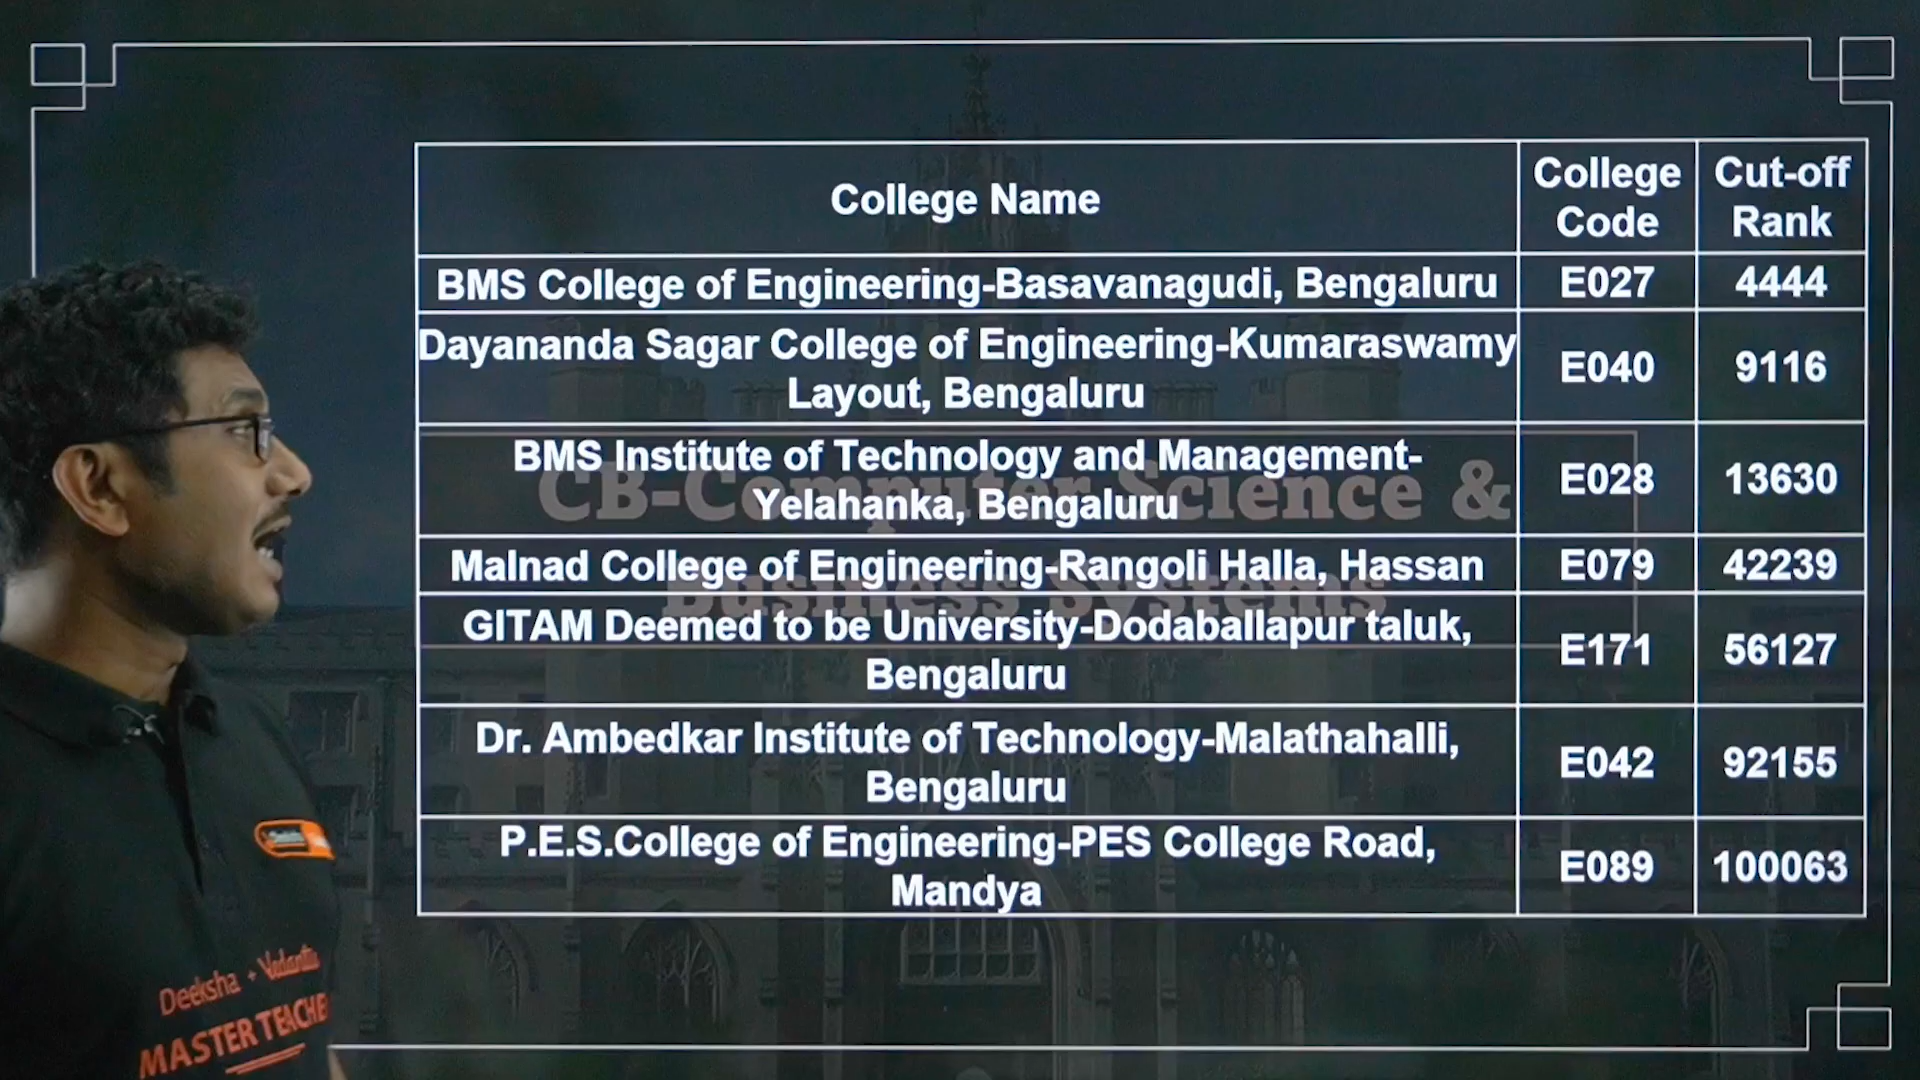 College Name
College
Code
Cut-off
Rank
BMS College of Engineering-Basavanagudi, Bengaluru
E027
4444
Dayananda Sagar College of Engineering-Kumaraswamy
Layout, Bengaluru
E040
9116
BMS Institute of Technology and Management-
Yelahanka, Bengaluru
E028
13630
CB-Computer Science &
Business Systems
Malnad College of Engineering-Rangoli Halla, Hassan
E079
42239
GITAM Deemed to be University-Dodaballapur taluk,
Bengaluru
E171
56127
Dr. Ambedkar Institute of Technology-Malathahalli,
Bengaluru
E042
92155
P.E.S.College of Engineering-PES College Road,
Mandya
E089
100063
Deeksha + Vedantu
MASTER TEACHE